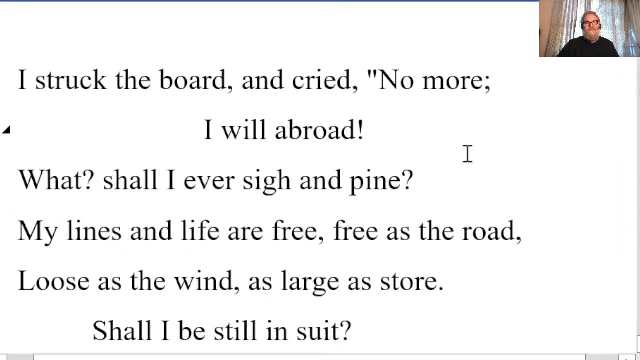 I struck the board, and cried, "No more;
I will abroad!
What? shall I ever sigh and pine?
My lines and life are free, free as the road,
Loose as the wind, as large as store.
Shall I be still in suit?